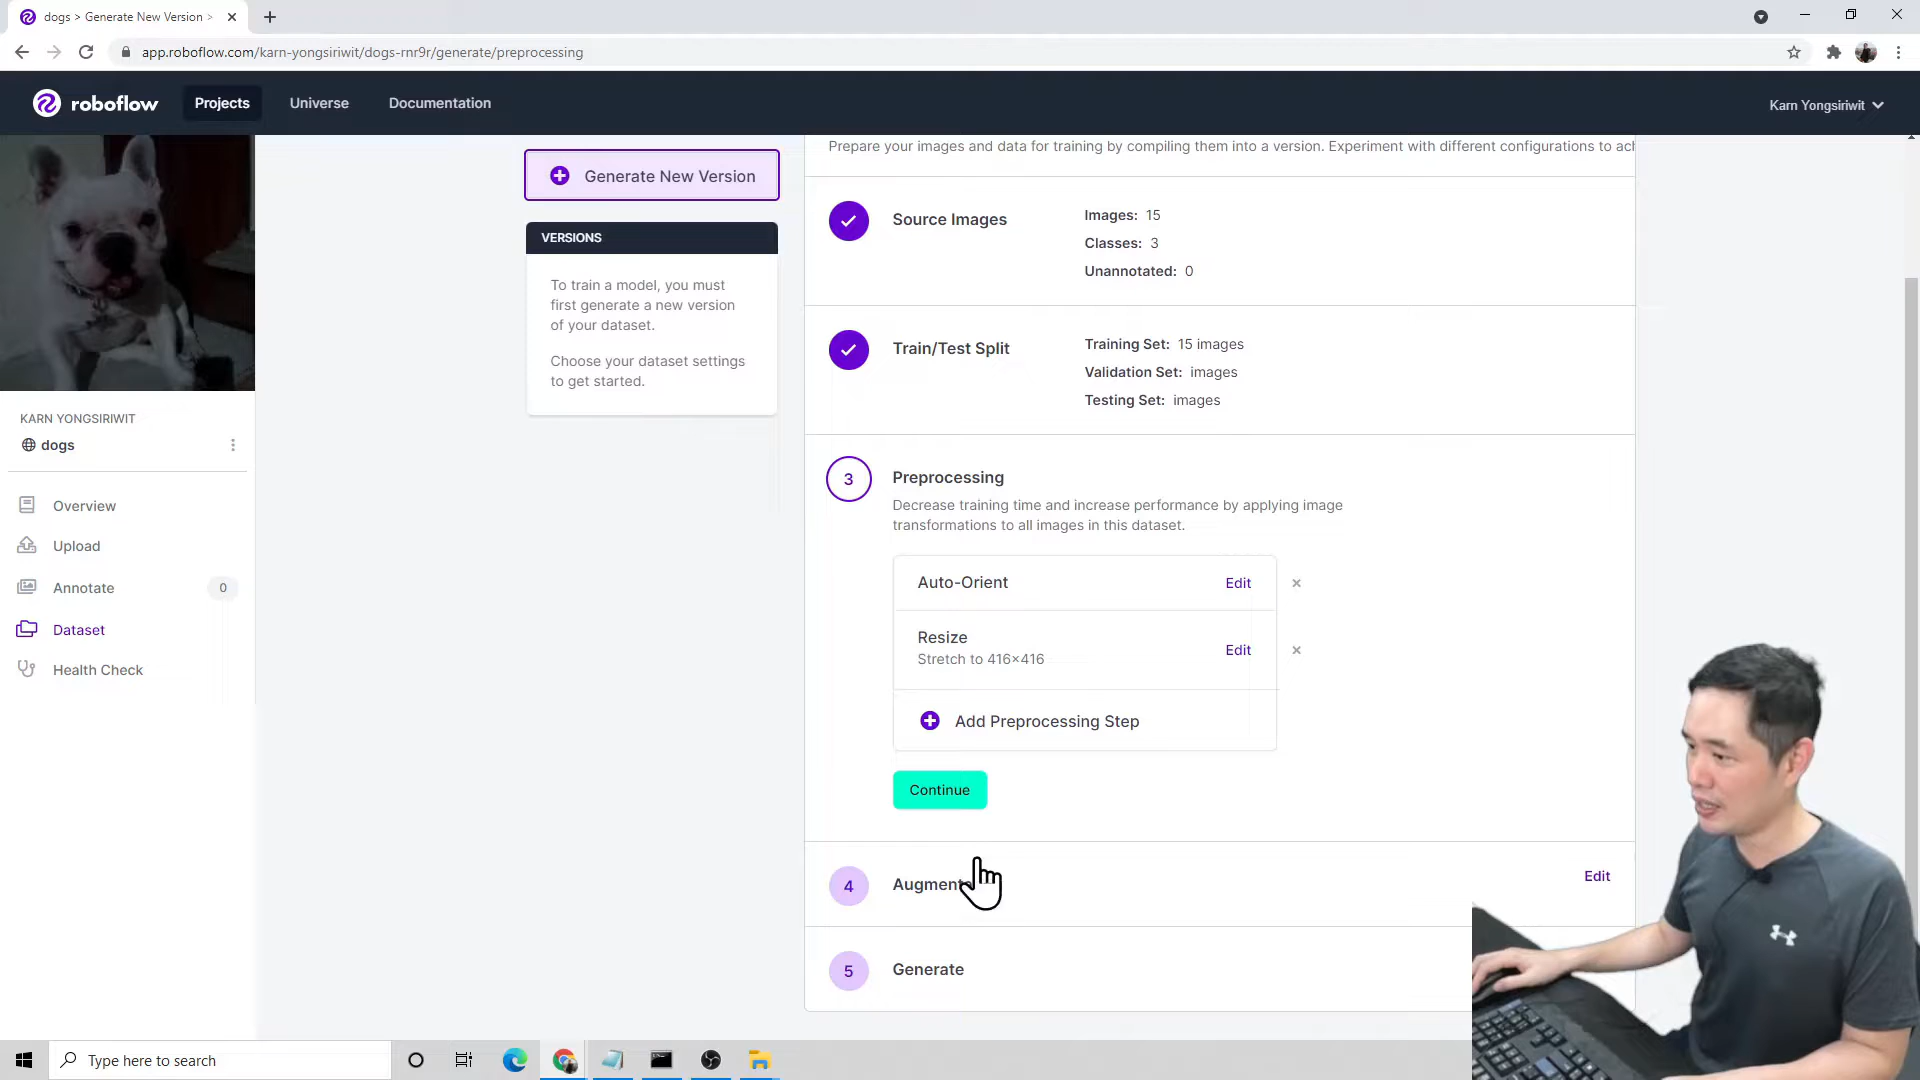 dogs > Generate New Version >
app.roboflow.com/karn-yongsiriwit/dogs-rnr9r/generate/preprocessing
roboflow
Projects
Universe
Documentation
Karn Yongsiriwit
Generate New Version
VERSIONS
To train a model, you must
first generate a new version
of your dataset.
Choose your dataset settings
to get started.
KARN YONGSIRIWIT
dogs
Overview
Upload
Annotate 0
Dataset
Health Check
Prepare your images and data for training by compiling them into a version. Experiment with different configurations to
Source Images
Images: 15
Classes: 3
Unannotated: 0
Train/Test Split
Training Set: 15 images
Validation Set: images
Testing Set: images
3 Preprocessing
Decrease training time and increase performance by applying image
transformations to all images in this dataset.
Auto-Orient Edit
Resize
Stretch to 416×416
Edit
Add Preprocessing Step
Continue
4
Edit
5 Generate
Type here to search